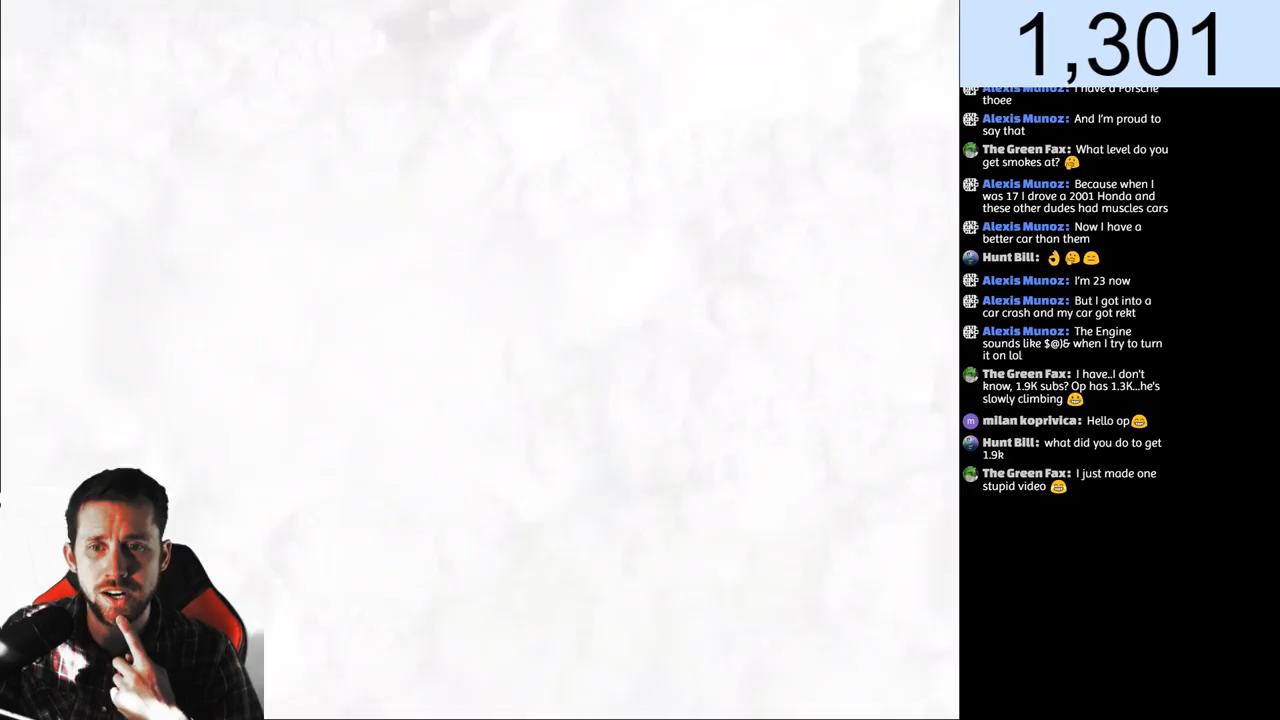 1,301
Alexis Munoz: I have a Porsche
thoee
Alexis Munoz: And I'm proud to
say that
The Green Fax: What level do you
get smokes at? 🤔
Alexis Munoz: Because when I
was 17 I drove a 2001 Honda and
these other dudes had muscles cars
Alexis Munoz: Now I have a
better car than them
Hunt Bill: 👌 🤔 😑
Alexis Munoz: I'm 23 now
Alexis Munoz: But I got into a
car crash and my car got rekt
Alexis Munoz: The Engine
sounds like $@)& when I try to turn
it on lol
The Green Fax: I have..I don't
know, 1.9K subs? Op has 1.3K...he's
slowly climbing 😀
m milan koprivica: Hello op😂
Hunt Bill: what did you do to get
1.9k
The Green Fax: I just made one
stupid video 😂